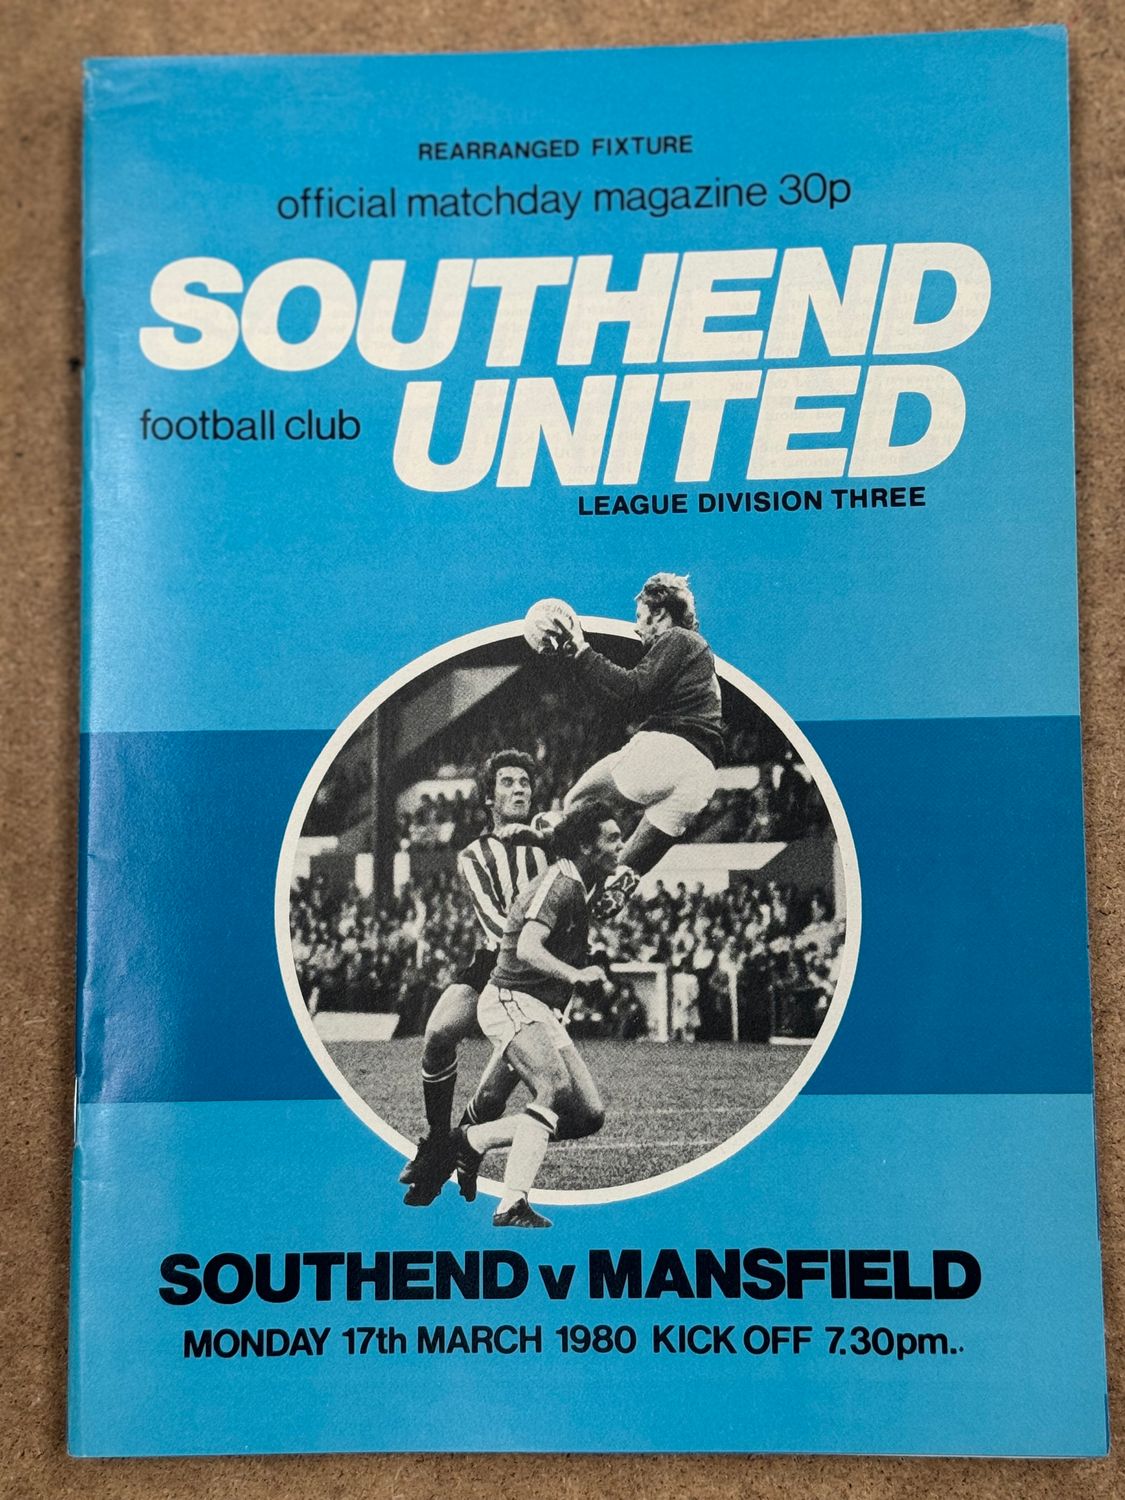 REARRANGED FIXTURE
official matchday magazine 30p
SOUTHEND
football club UNITED
LEAGUE DIVISION THREE
SOUTHEND v MANSFIELD
MONDAY 17th MARCH 1980 KICK OFF 7.30pm..